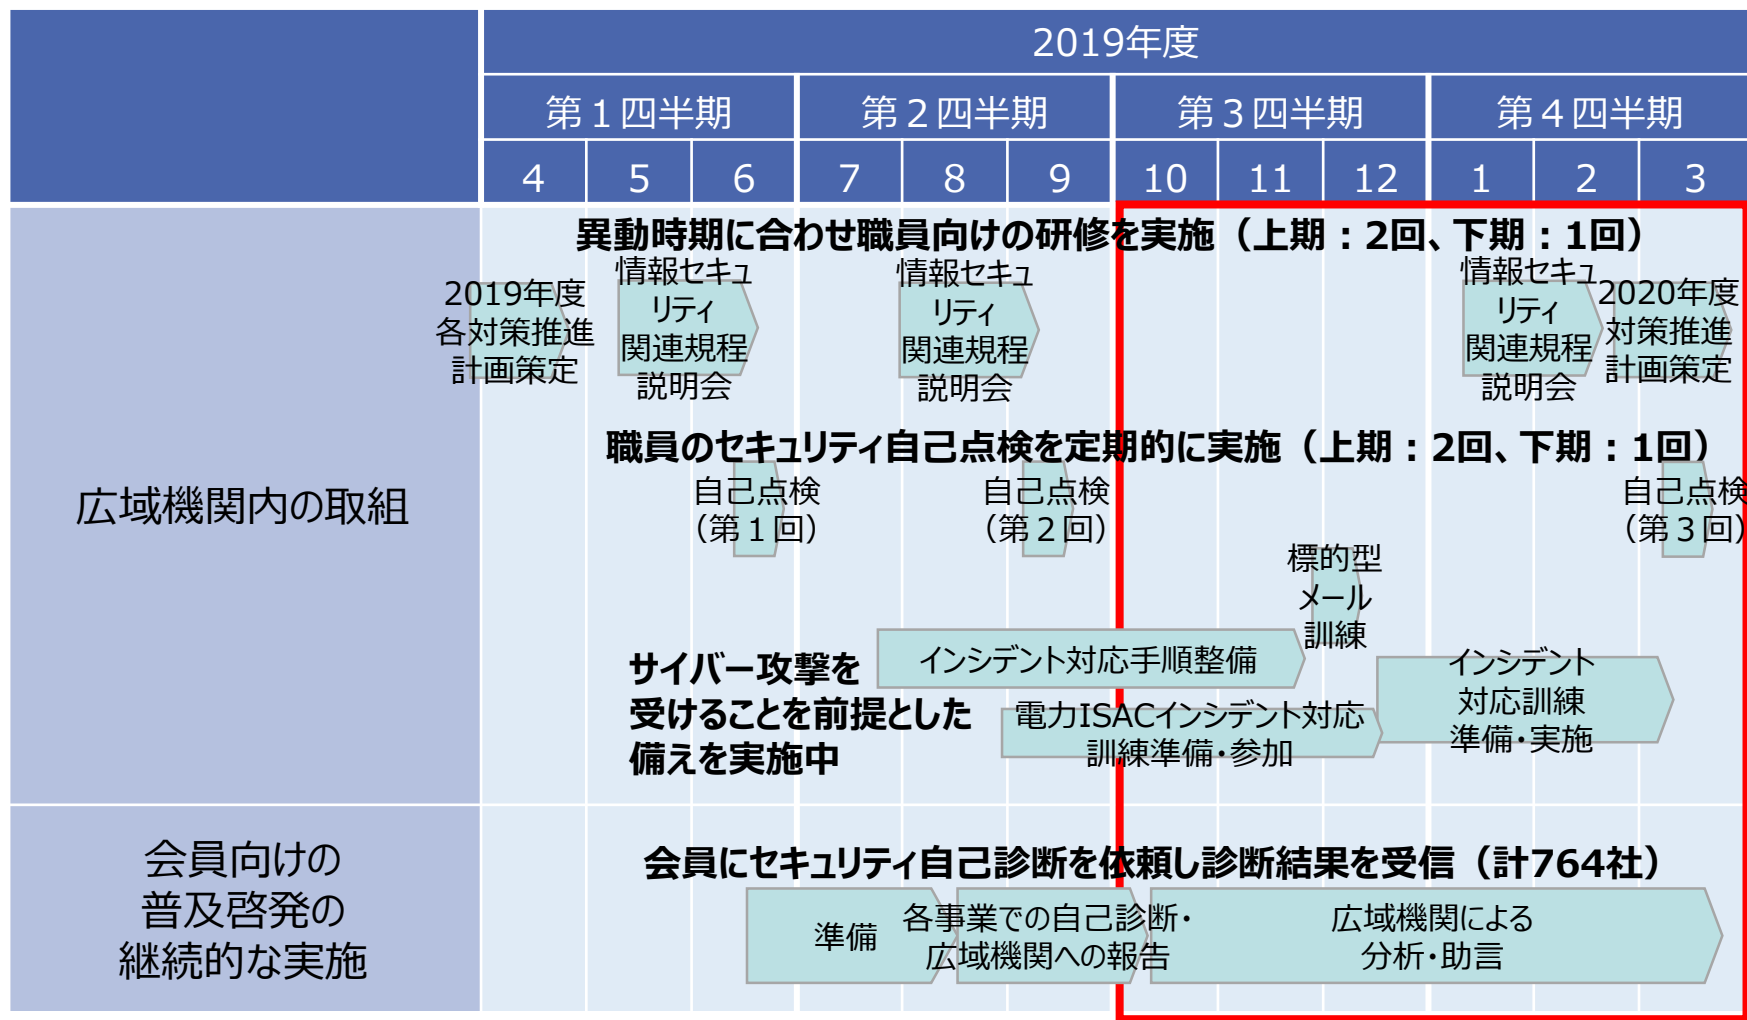 2019年度
第１四半期
第２四半期
第３四半期
第４四半期
4
5
6
7
8
9
10
11
12
1
2
3
広域機関内の取組
異動時期に合わせ職員向けの研修を実施（上期：2回、下期：1回）
2019年度
各対策推進
計画策定
情報セキュ
リティ
関連規程
説明会
情報セキュ
リティ
関連規程
説明会
情報セキュ
リティ
関連規程
説明会
2020年度
対策推進
計画策定
職員のセキュリティ自己点検を定期的に実施（上期：2回、下期：1回）
自己点検
（第１回）
自己点検
（第２回）
自己点検
（第３回）
標的型
メール
訓練
サイバー攻撃を
受けることを前提とした
備えを実施中
インシデント対応手順整備
電力ISACインシデント対応
訓練準備・参加
インシデント
対応訓練
準備・実施
会員向けの
普及啓発の
継続的な実施
会員にセキュリティ自己診断を依頼し診断結果を受信（計764社）
準備
各事業での自己診断・
広域機関への報告
広域機関による
分析・助言